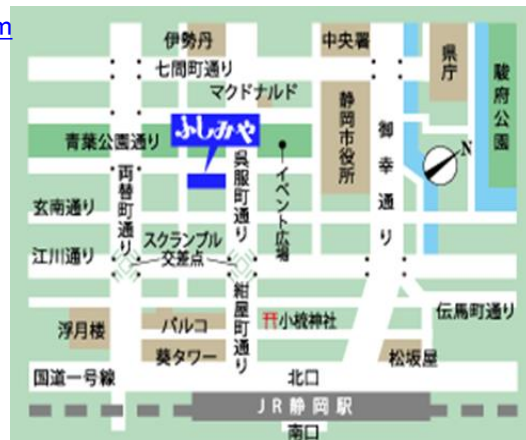 m
伊勢丹
中央署
県庁
七間町通り
マクドナルド
駿府公園
静岡市役所
御幸通り
青葉公園通り
ふしみや
N
両替町通り
呉服町通り
イベント広場
玄南通り
江川通り
スクランブル
交差点
紺屋町通り
伝馬町通り
浮月楼
パルコ
小梳神社
葵タワー
松坂屋
国道一号線
北口
JR静岡駅
南口